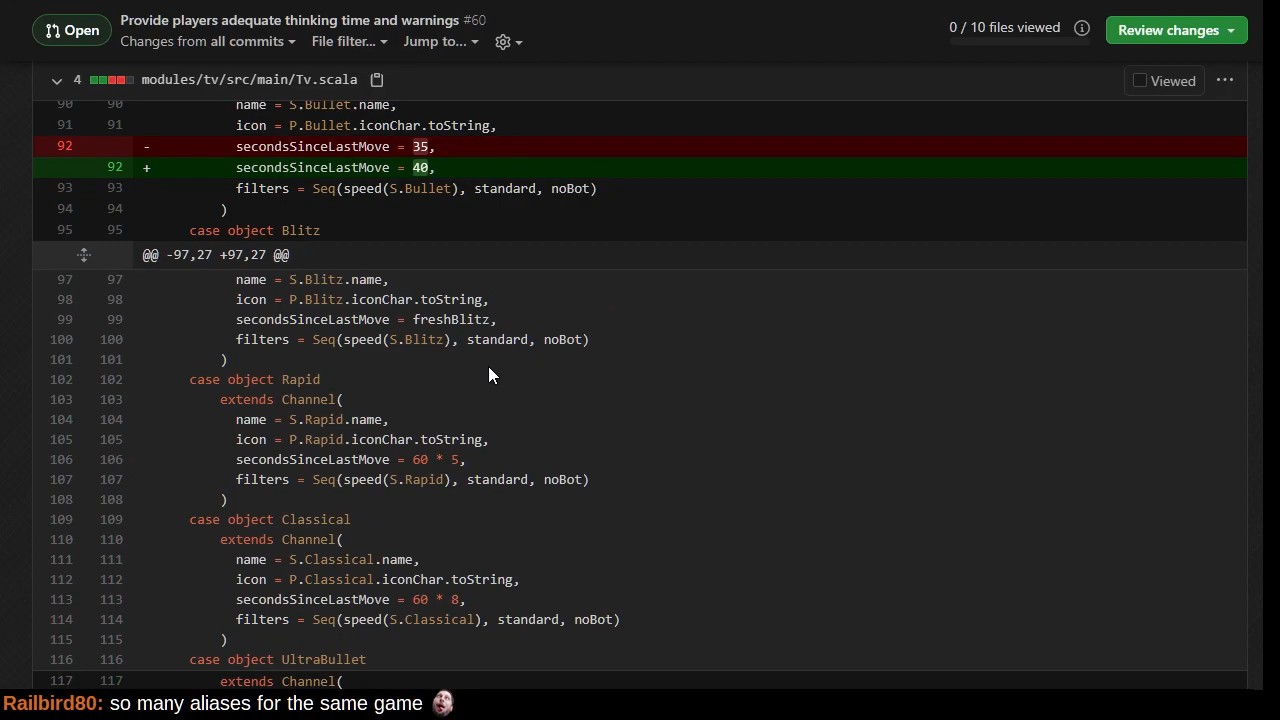 Open
Provide players adequate thinking time and warnings #60
Changes from all commits File filter... Jump to...
0 / 10 files viewed
Review changes
4 modules/tv/src/main/Tv.scala
Viewed
90 90 name = S.Bullet.name,
91 91 icon = P.Bullet.iconChar.toString,
92 - secondsSinceLastMove = 35,
92 + secondsSinceLastMove = 40,
93 93 filters = Seq(speed(S.Bullet), standard, noBot)
94 94 )
95 95 case object Blitz
@@ -97,27 +97,27 @@
97 97 name = S.Blitz.name,
98 98 icon = P.Blitz.iconChar.toString,
99 99 secondsSinceLastMove = freshBlitz,
100 100 filters = Seq(speed(S.Blitz), standard, noBot)
101 101 )
102 102 case object Rapid
103 103 extends Channel(
104 104 name = S.Rapid.name,
105 105 icon = P.Rapid.iconChar.toString,
106 106 secondsSinceLastMove = 60 * 5,
107 107 filters = Seq(speed(S.Rapid), standard, noBot)
108 108 )
109 109 case object Classical
110 110 extends Channel(
111 111 name = S.Classical.name,
112 112 icon = P.Classical.iconChar.toString,
113 113 secondsSinceLastMove = 60 * 8,
114 114 filters = Seq(speed(S.Classical), standard, noBot)
115 115 )
116 116 case object UltraBullet
117 117 extends Channel(
Railbird80: so many aliases for the same game